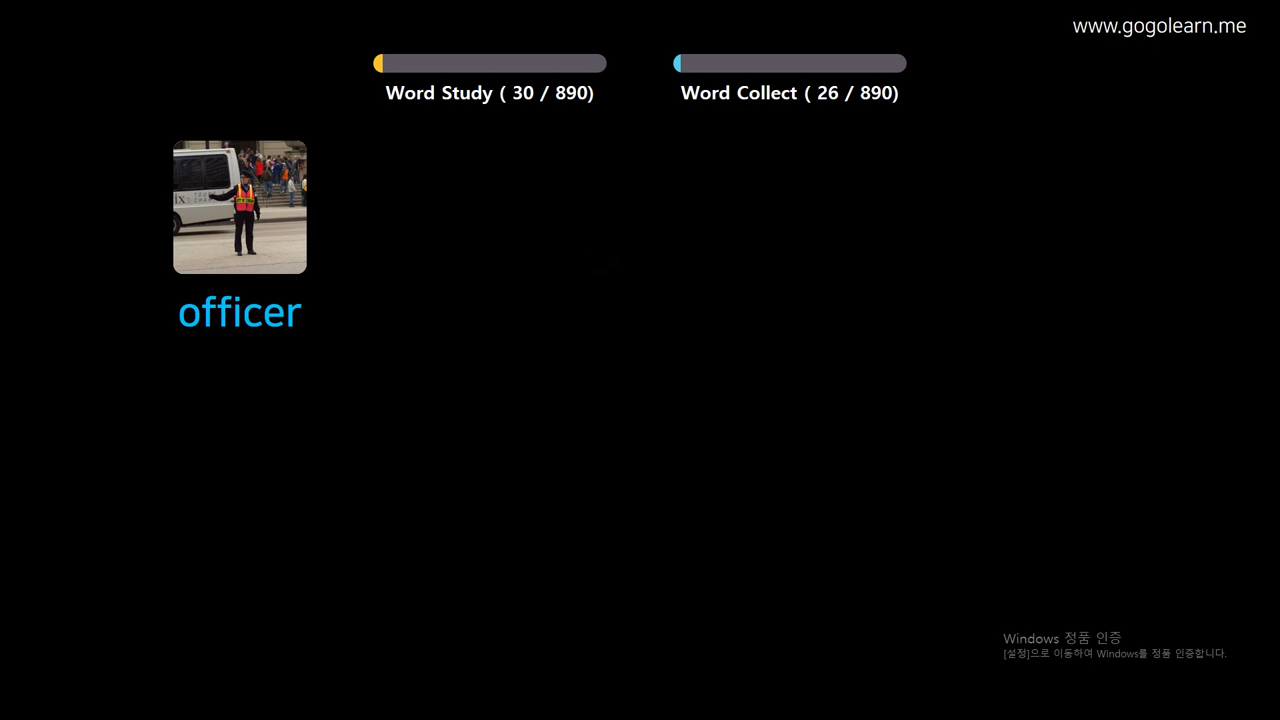 www.gogolearn.me
Word Study ( 30 / 890)
Word Collect ( 26 / 890)
officer
Windows 정품 인증
[설정]으로 이동하여 Windows를 정품 인증합니다.